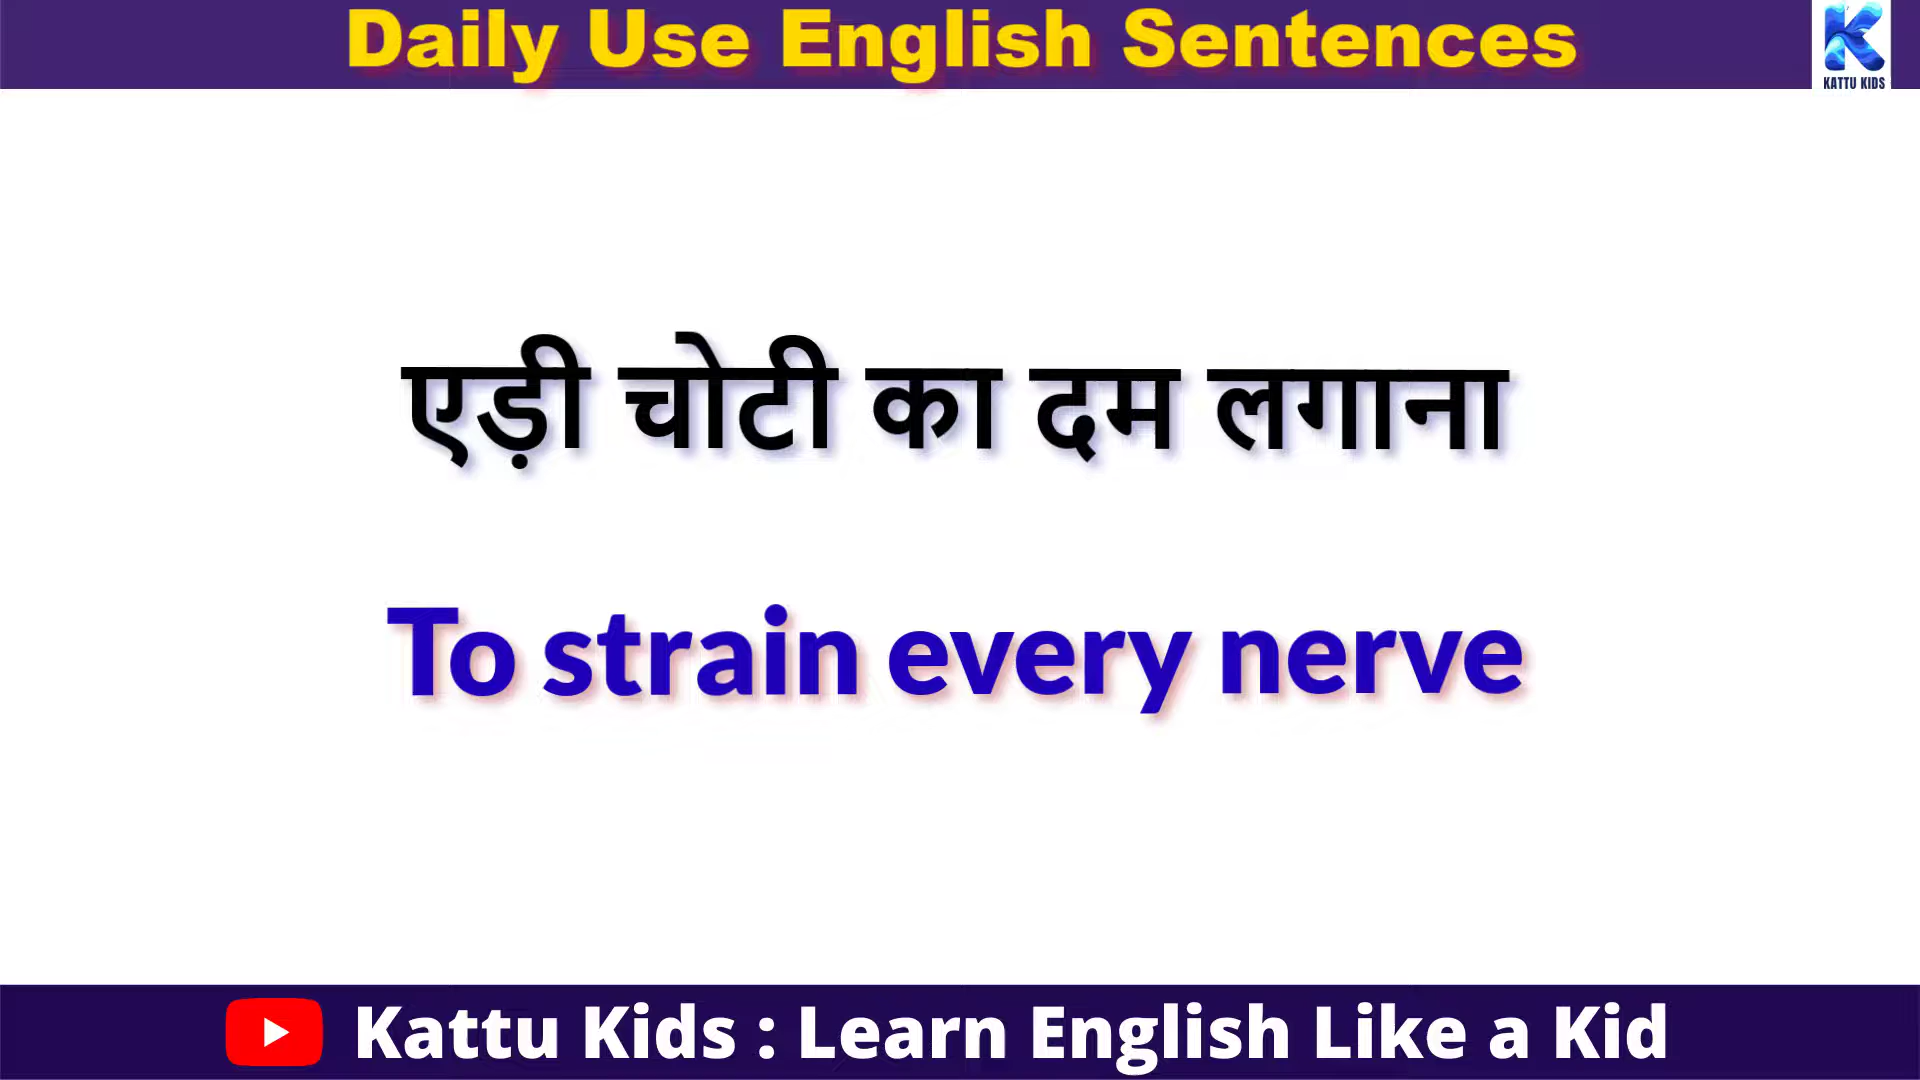 Daily Use English Sentences
KATTU KIDS
एड़ी चोटी का दम लगाना
To strain every nerve
Kattu Kids : Learn English Like a Kid